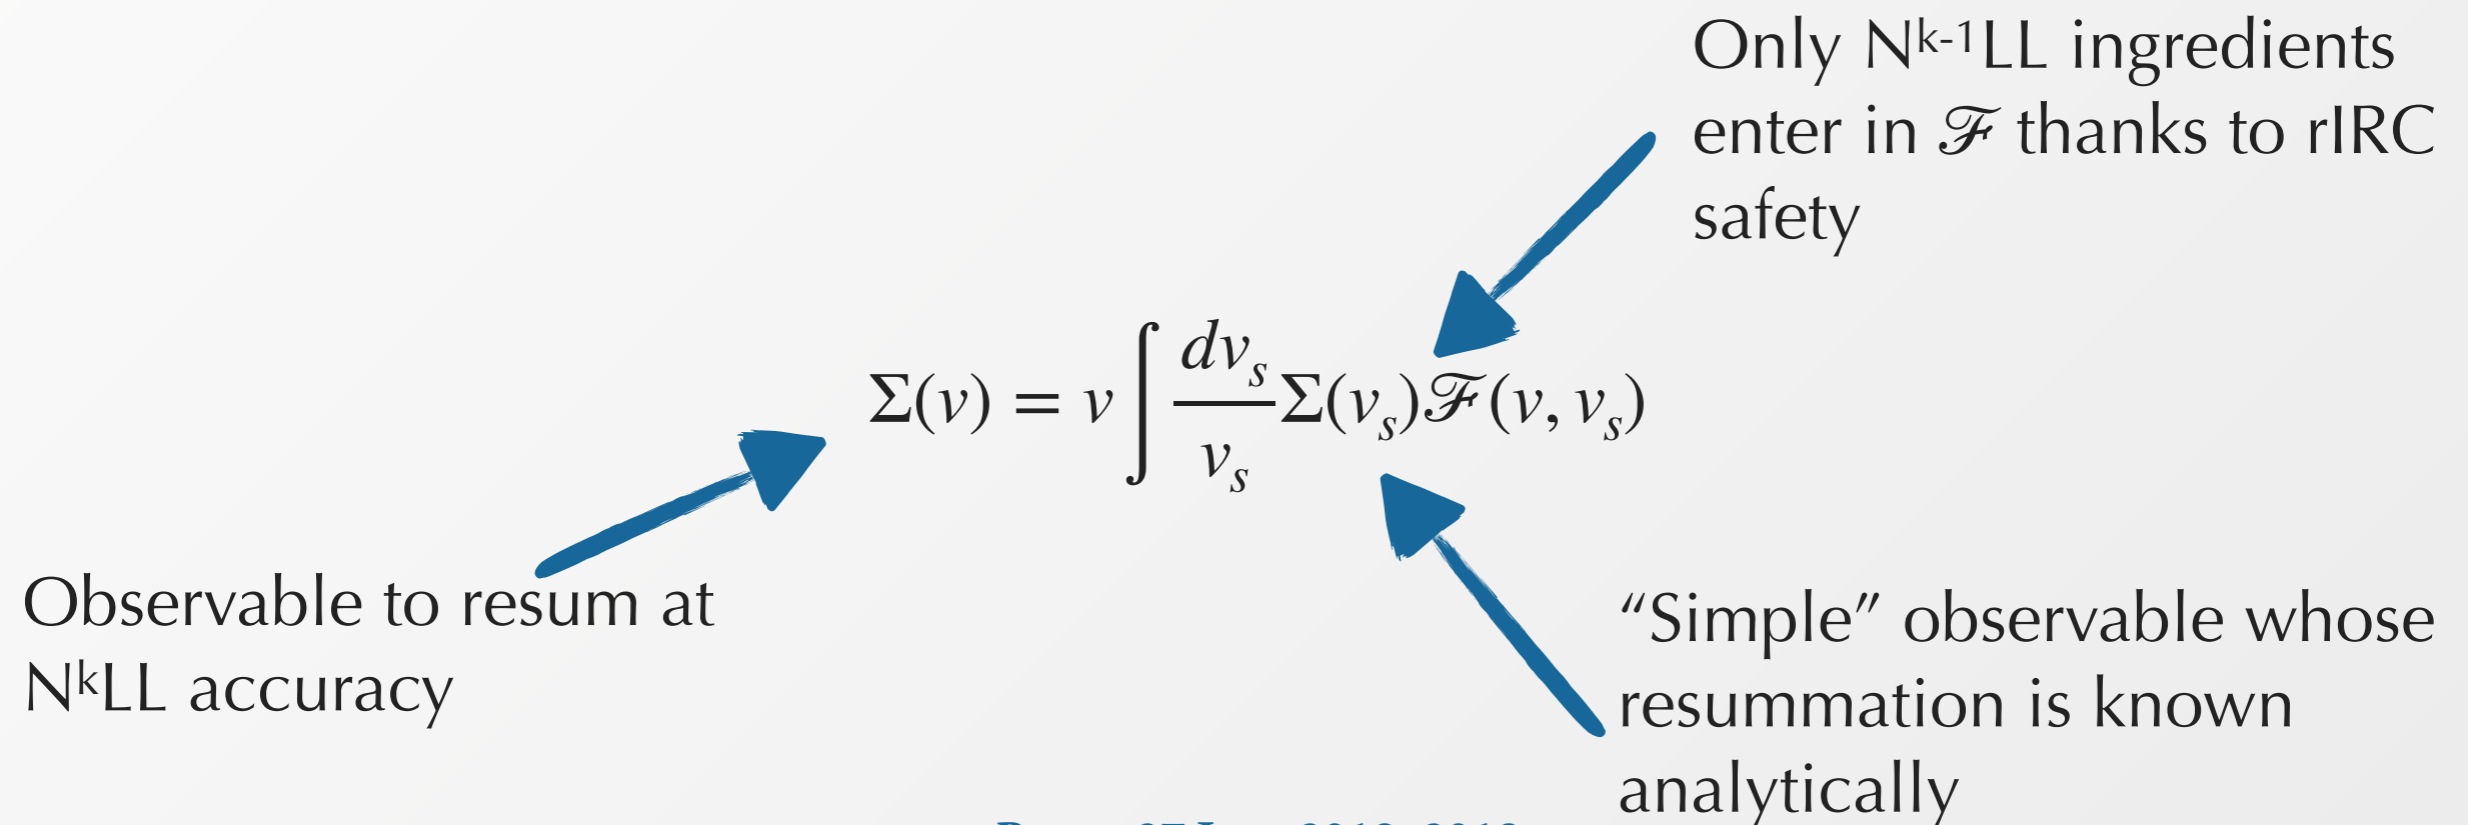 Only Nᵏ⁻¹LL ingredients
enter in ℱ thanks to rIRC
safety
Σ(v) = v ∫ dvₛ/vₛ Σ(vₛ)ℱ(v, vₛ)
Observable to resum at
NᵏLL accuracy
“Simple” observable whose
resummation is known
analytically